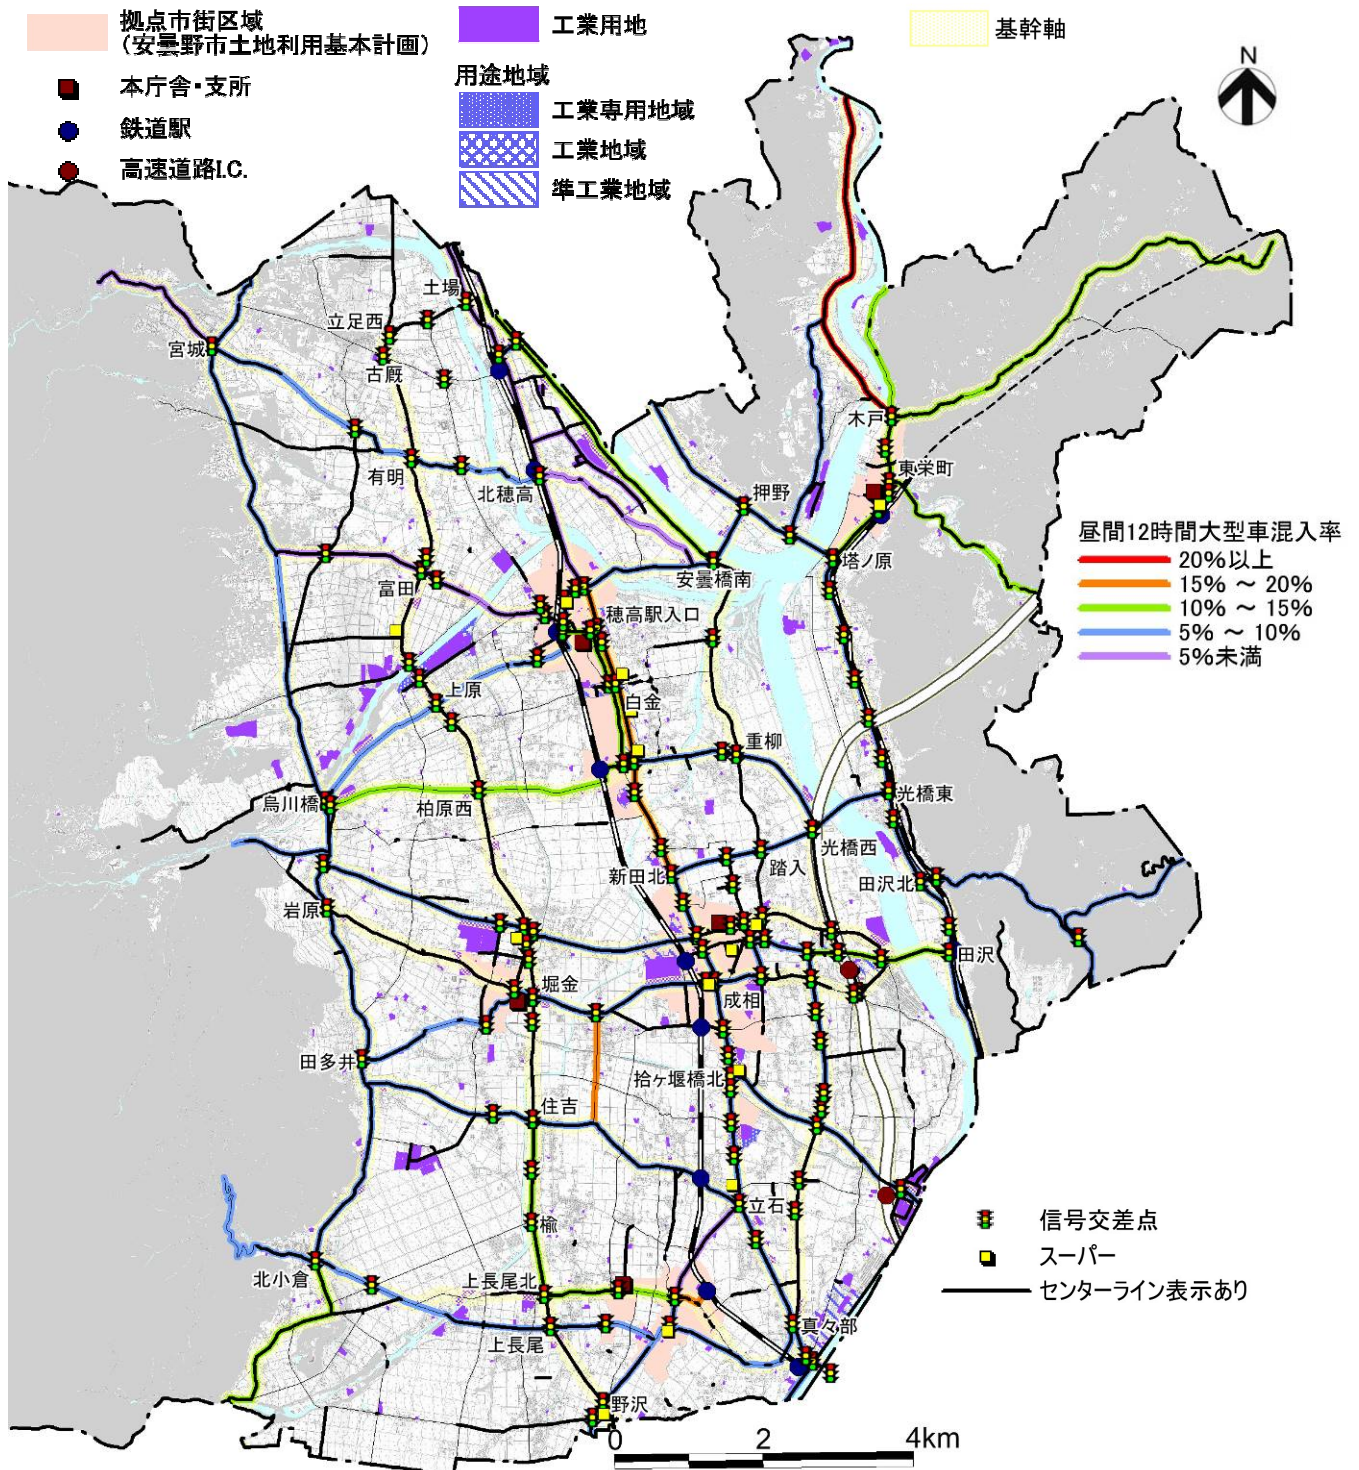 拠点市街区域
(安曇野市土地利用基本計画)
本庁舎・支所
鉄道駅
高速道路I.C.
工業用地
用途地域
工業専用地域
工業地域
準工業地域
基幹軸
N
土場
立足西
宮城
古厩
木戸
有明
北穂高
東栄町
押野
昼間12時間大型車混入率
20%以上
15% ～ 20%
10% ～ 15%
5% ～ 10%
5%未満
塔ノ原
安曇橋南
富田
穂高駅入口
上原
白金
重柳
烏川橋
柏原西
光橋東
光橋西
踏入
新田北
田沢北
岩原
田沢
堀金
成相
田多井
拾ヶ堰橋北
住吉
立石
楡
信号交差点
スーパー
センターライン表示あり
北小倉
上長尾北
上長尾
真々部
野沢
0
2
4km